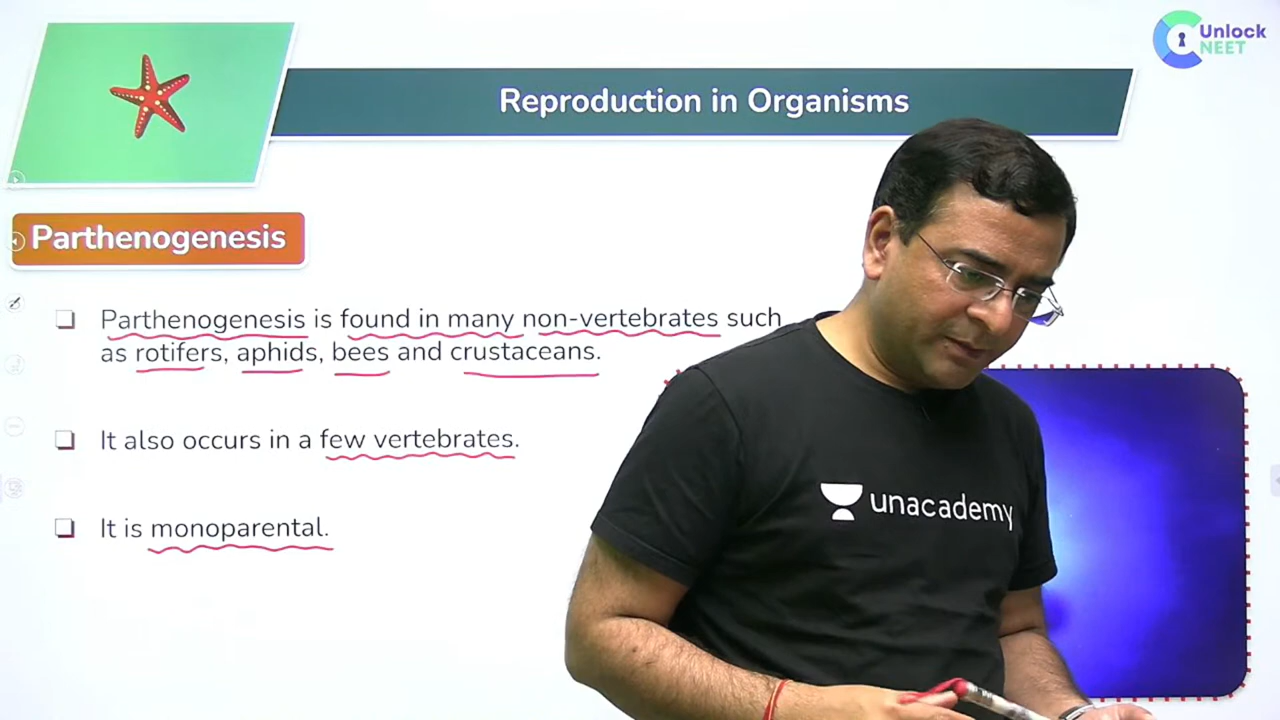 Unlock
NEET
Reproduction in Organisms
Parthenogenesis
Parthenogenesis is found in many non-vertebrates such
as rotifers, aphids, bees and crustaceans.
It also occurs in a few vertebrates.
It is monoparental.
unacademy